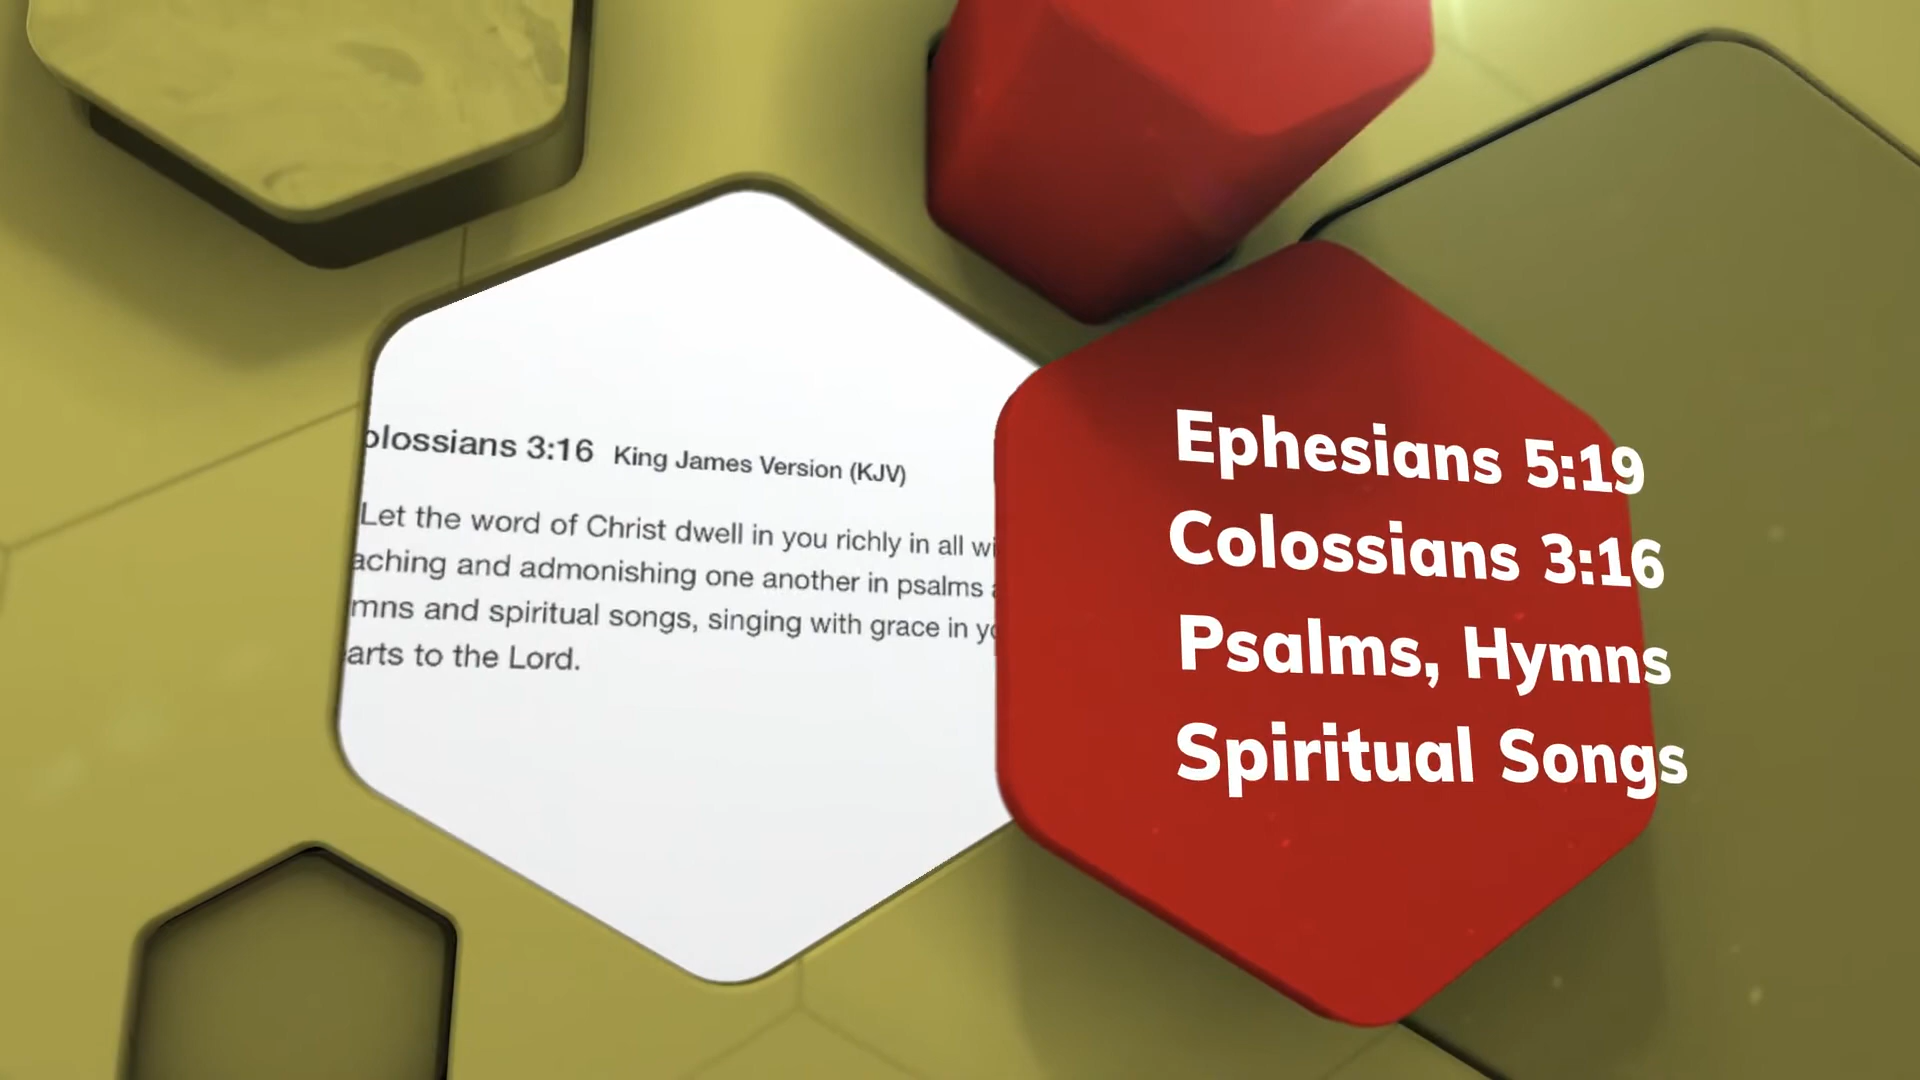 olossians 3:16 King James Version (KJV)
Let the word of Christ dwell in you richly in all wi
aching and admonishing one another in psalms a
mns and spiritual songs, singing with grace in yo
arts to the Lord.
Ephesians 5:19
Colossians 3:16
Psalms, Hymns
Spiritual Songs